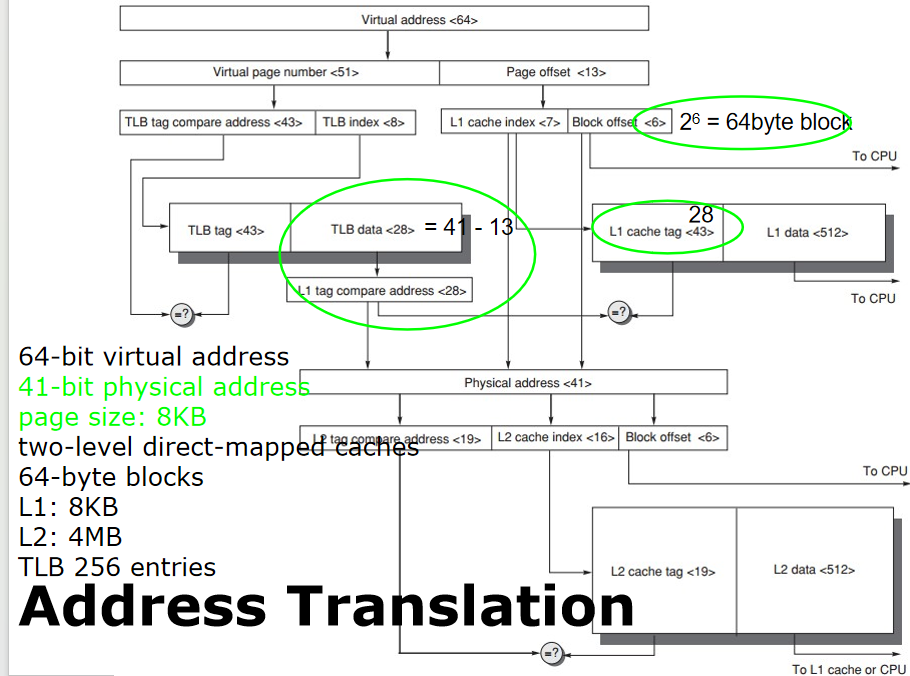 Virtual address <64>
Virtual page number <51>
Page offset <13>
TLB tag compare address <43>
TLB index <8>
L1 cache index <7>
Block offset <6>
2⁶ = 64byte block
To CPU
TLB tag <43>
TLB data <28>
= 41 - 13
28
L1 cache tag <43>
L1 data <512>
L1 tag compare address <28>
To CPU
=?
=?
64-bit virtual address
41-bit physical address
page size: 8KB
two-level direct-mapped caches
64-byte blocks
L1: 8KB
L2: 4MB
TLB 256 entries
Physical address <41>
L2 tag compare address <19>
L2 cache index <16>
Block offset <6>
To CPU
L2 cache tag <19>
L2 data <512>
Address Translation
=?
To L1 cache or CPU